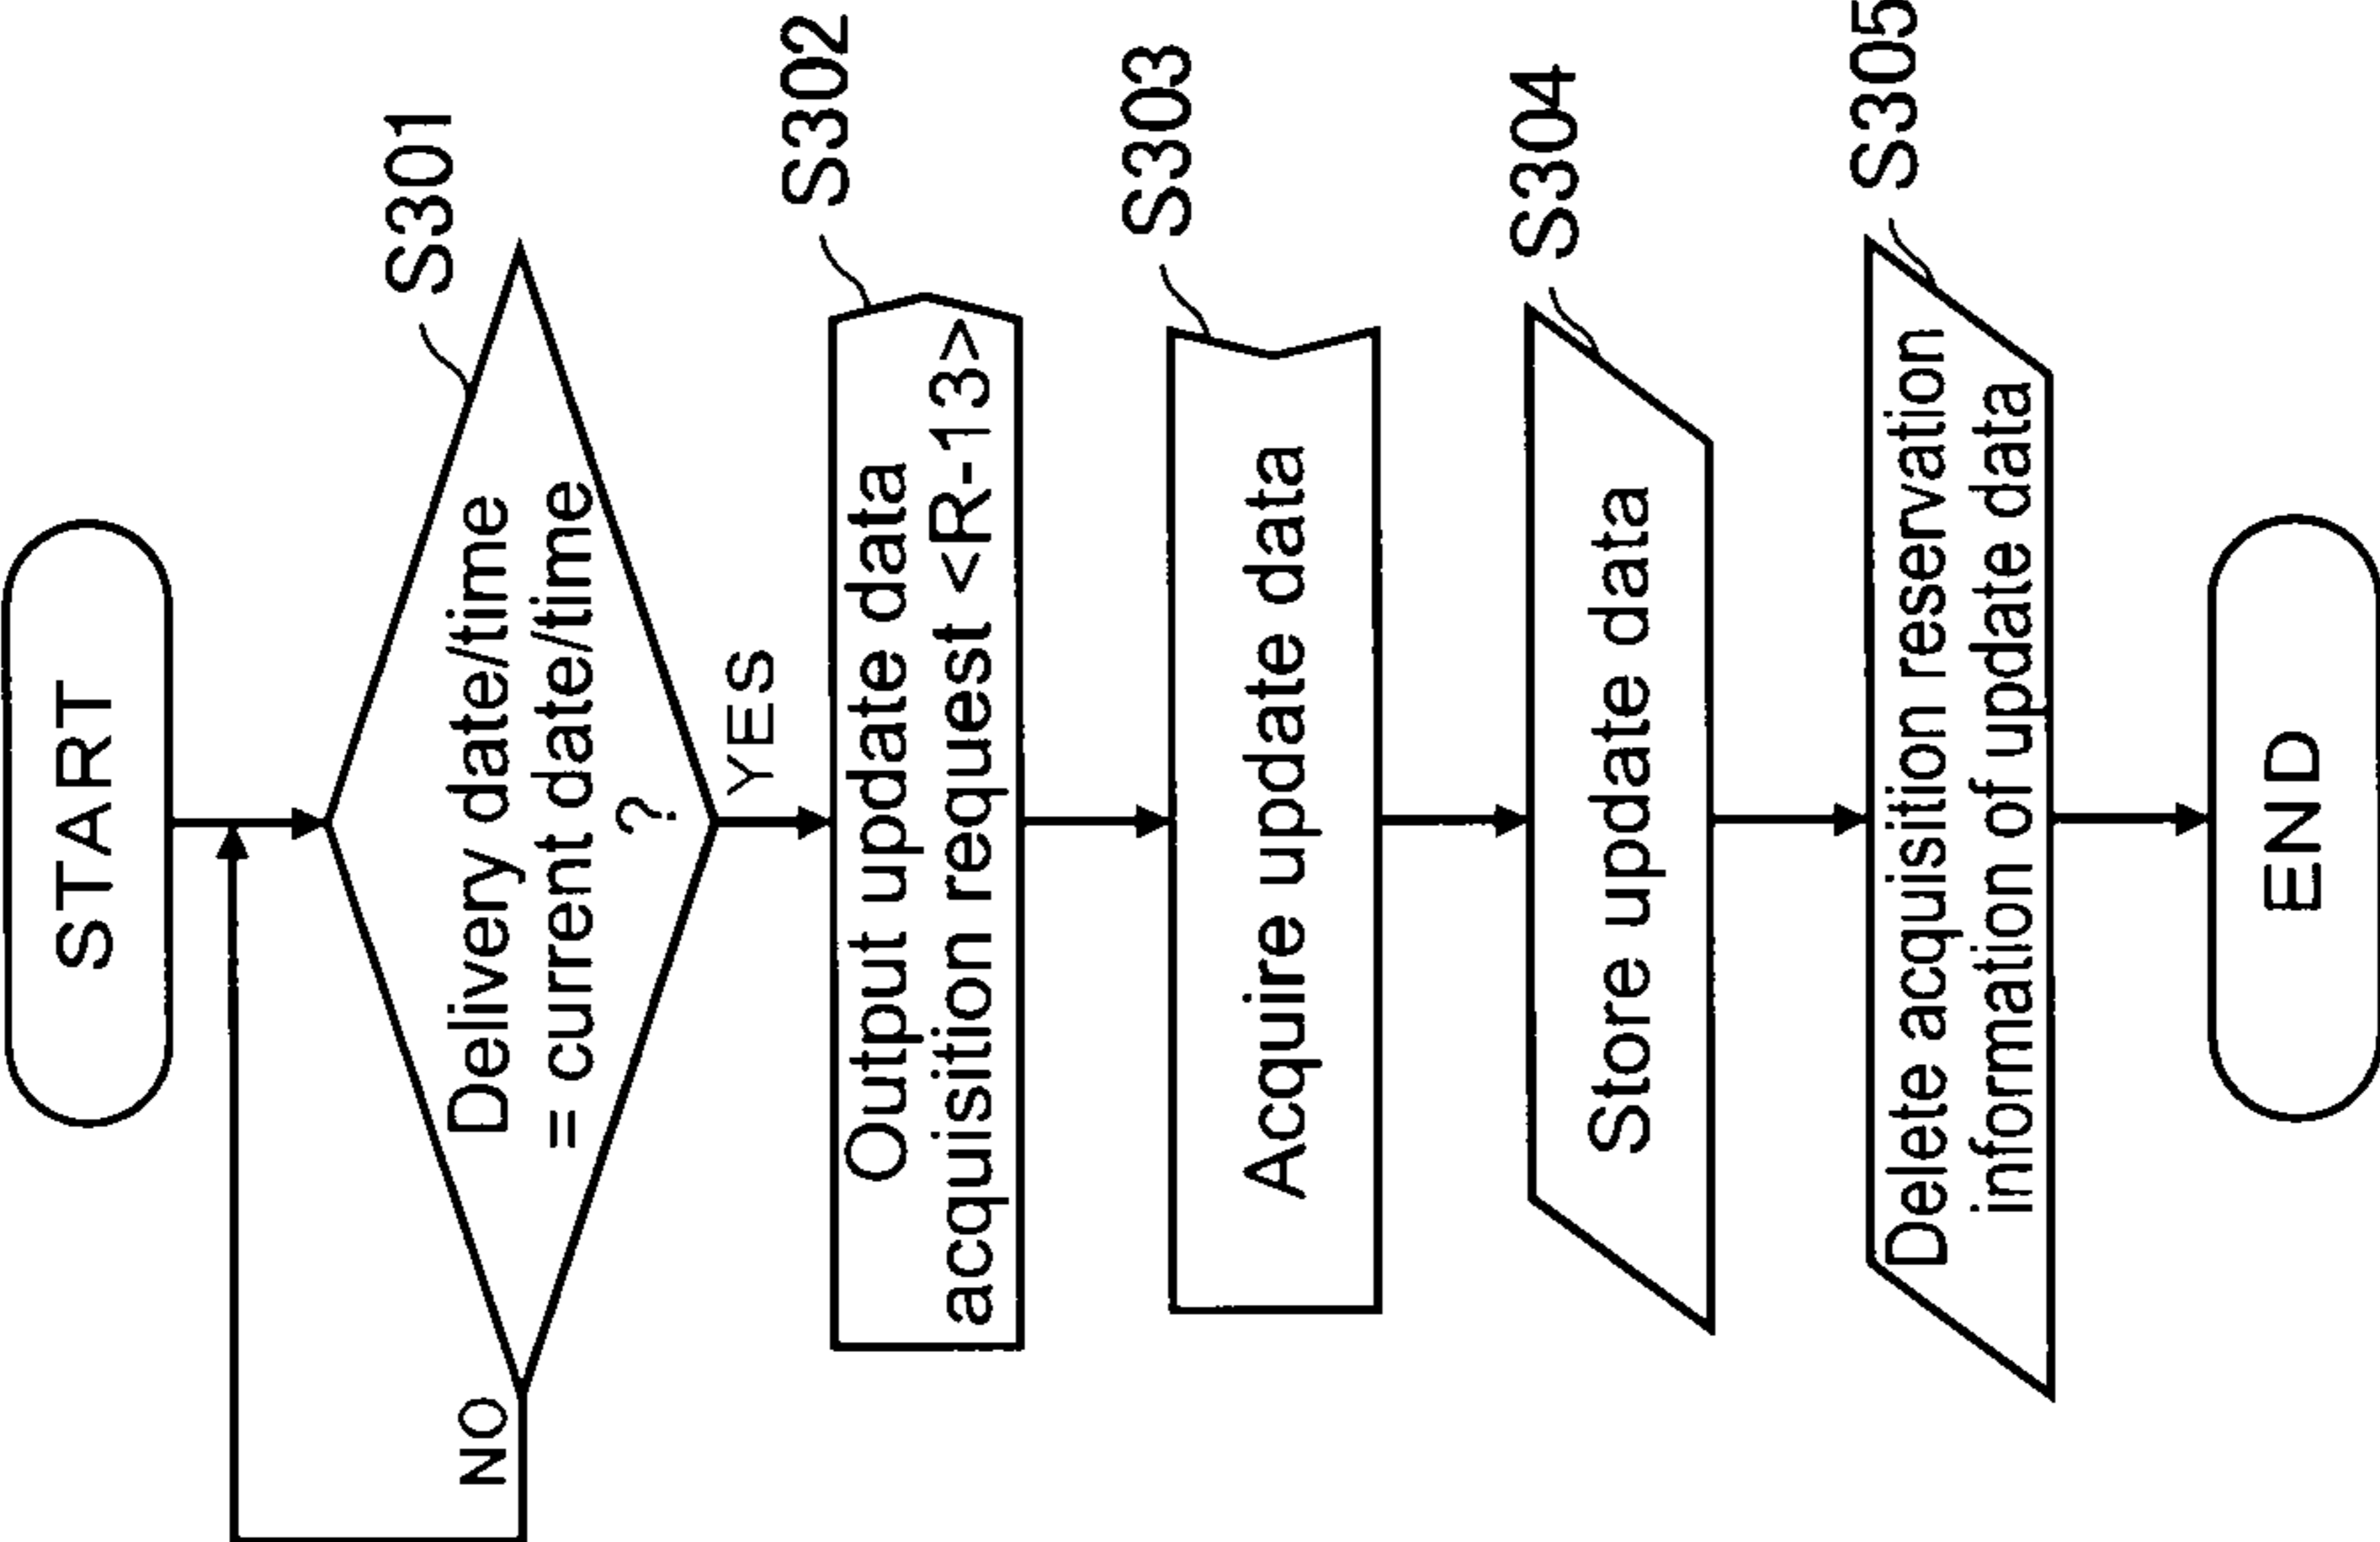 START
S301
Delivery date/time
= current date/time
?
NO
YES
S302
Output update data
acquisition request <R-13>
S303
Acquire update data
S304
Store update data
S305
Delete acquisition reservation
information of update data
END